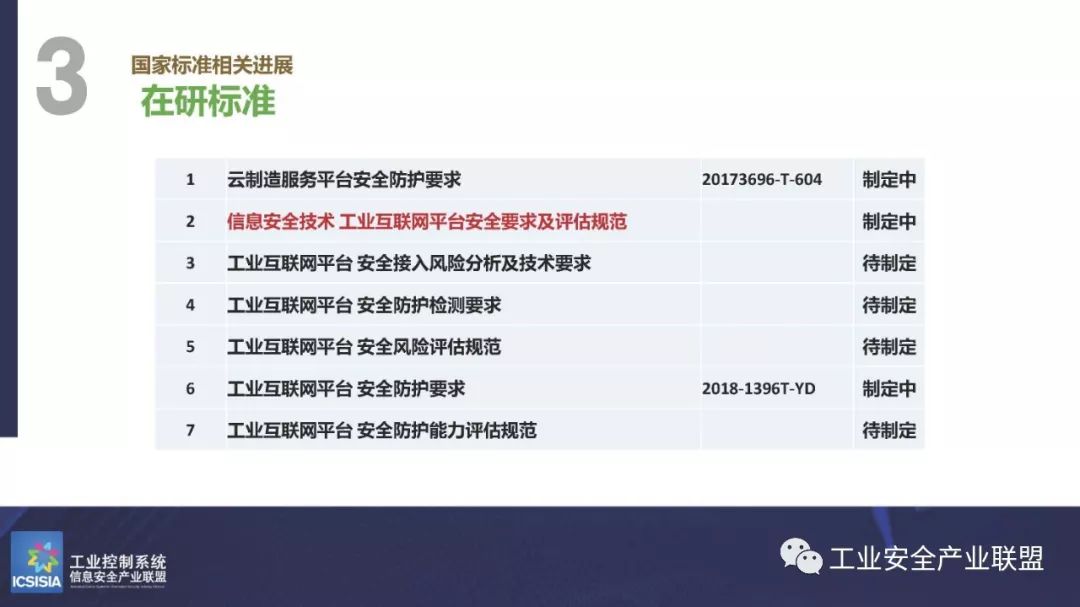 3
国家标准相关进展
在研标准
1 云制造服务平台安全防护要求 20173696-T-604 制定中
2 信息安全技术 工业互联网平台安全要求及评估规范 制定中
3 工业互联网平台 安全接入风险分析及技术要求 待制定
4 工业互联网平台 安全防护检测要求 待制定
5 工业互联网平台 安全风险评估规范 待制定
6 工业互联网平台 安全防护要求 2018-1396T-YD 制定中
7 工业互联网平台 安全防护能力评估规范 待制定
ICSISIA
工业控制系统
信息安全产业联盟
工业安全产业联盟